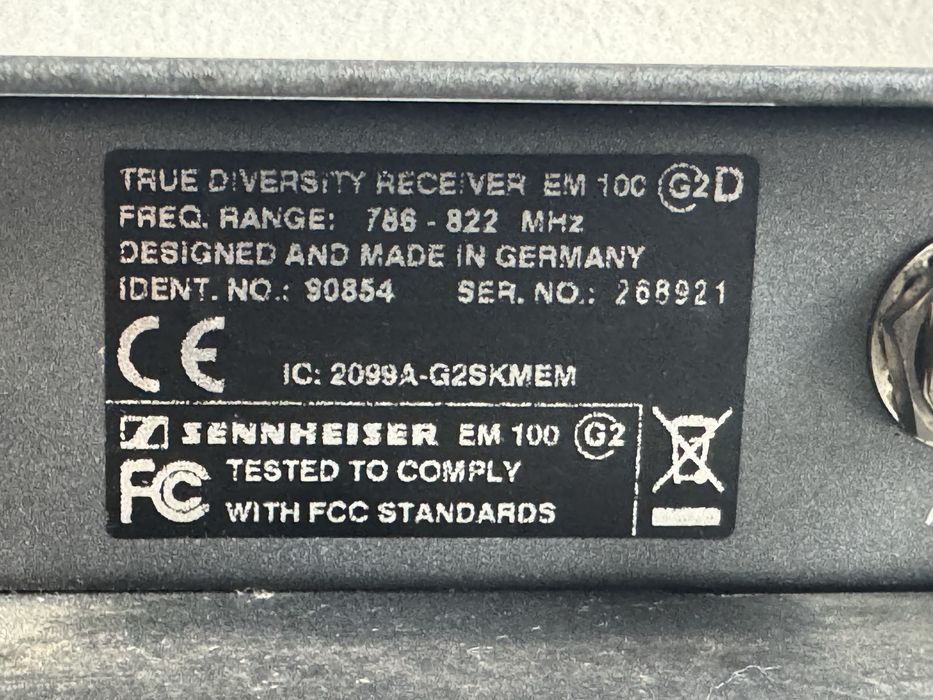 TRUE DIVERSITY RECEIVER EM 100 G2 D
FREQ. RANGE: 786 - 822 MHz
DESIGNED AND MADE IN GERMANY
IDENT. NO.: 90854 SER. NO.: 268921
CE IC: 2099A-G2SKMEM
SENNHEISER EM 100 G2
FC TESTED TO COMPLY
WITH FCC STANDARDS